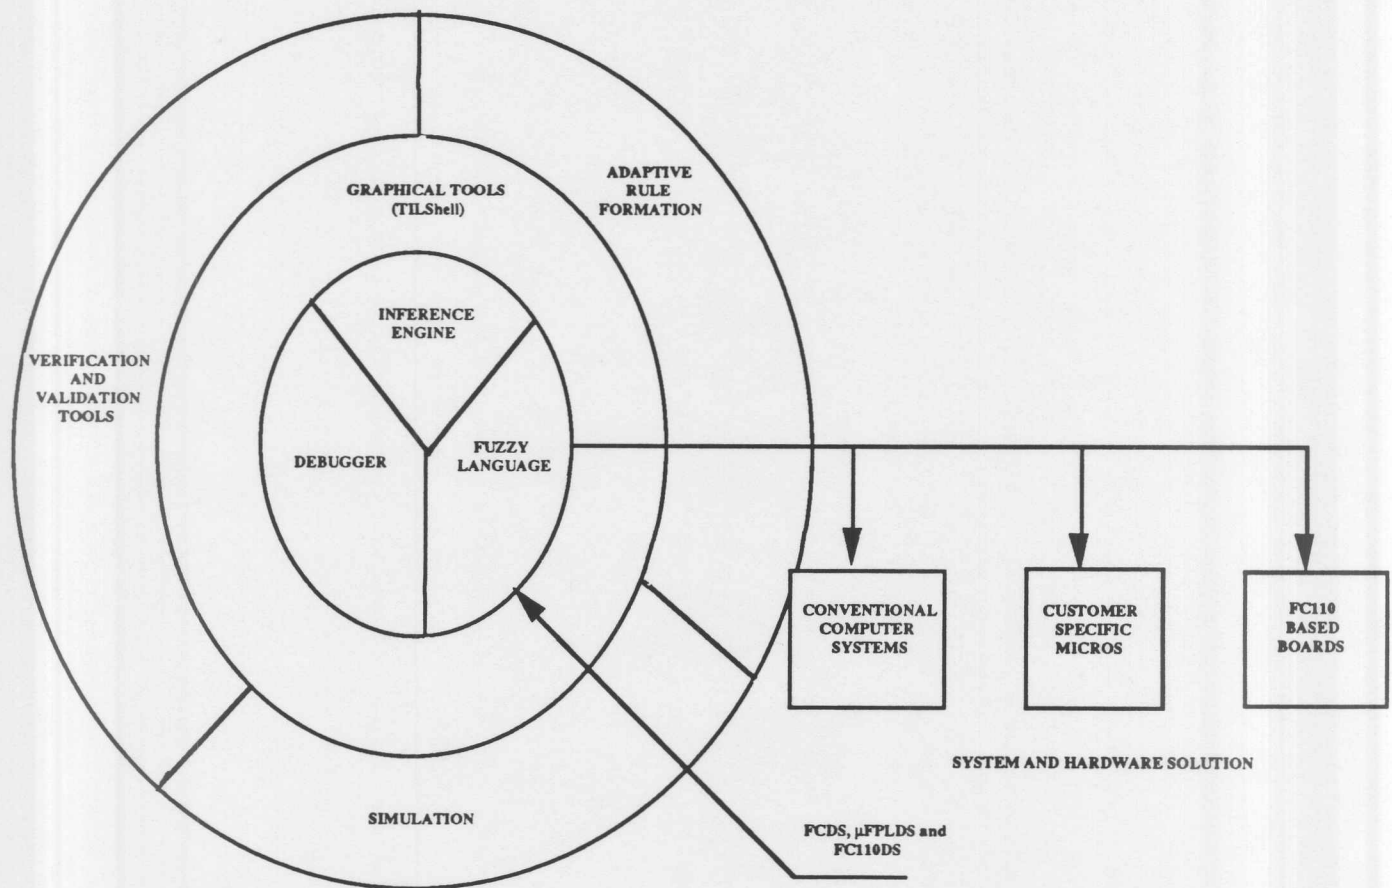 GRAPHICAL TOOLS
(TILShell)
ADAPTIVE
RULE
FORMATION
INFERENCE
ENGINE
VERIFICATION
AND
VALIDATION
TOOLS
DEBUGGER
FUZZY
LANGUAGE
CONVENTIONAL
COMPUTER
SYSTEMS
CUSTOMER
SPECIFIC
MICROS
FC110
BASED
BOARDS
SYSTEM AND HARDWARE SOLUTION
SIMULATION
FCDS, µFPLDS and
FC110DS